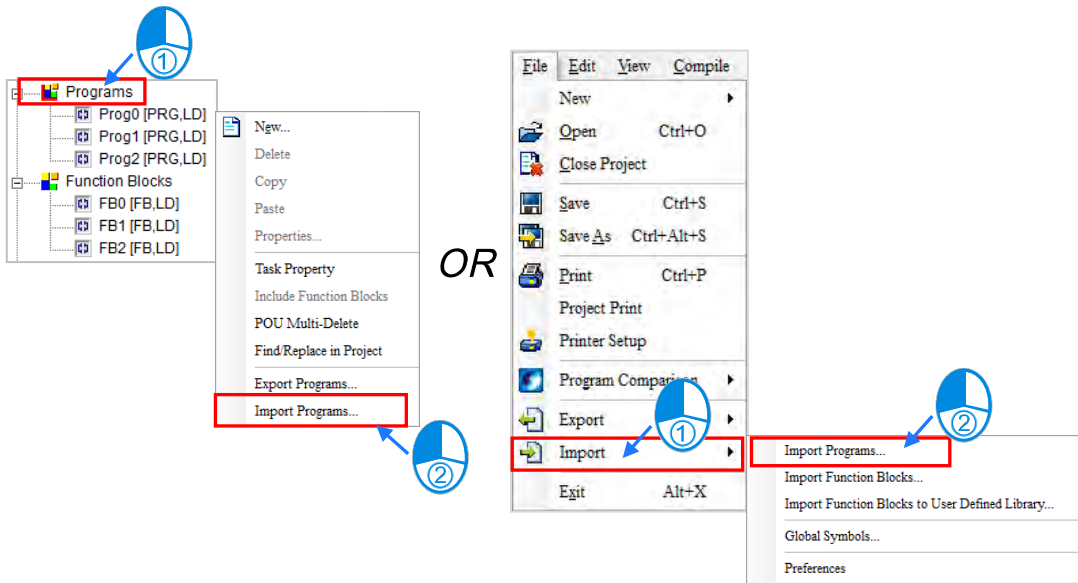 ①
Programs
Prog0 [PRG,LD]
Prog1 [PRG,LD]
Prog2 [PRG,LD]
Function Blocks
FB0 [FB,LD]
FB1 [FB,LD]
FB2 [FB,LD]
New...
Delete
Copy
Paste
Properties...
Task Property
Include Function Blocks
POU Multi-Delete
Find/Replace in Project
Export Programs...
Import Programs...
②
OR
File Edit View Compile
New
Open Ctrl+O
Close Project
Save Ctrl+S
Save As Ctrl+Alt+S
Print Ctrl+P
Project Print
Printer Setup
Program Comparison
Export
①
Import
Exit Alt+X
②
Import Programs...
Import Function Blocks...
Import Function Blocks to User Defined Library...
Global Symbols...
Preferences